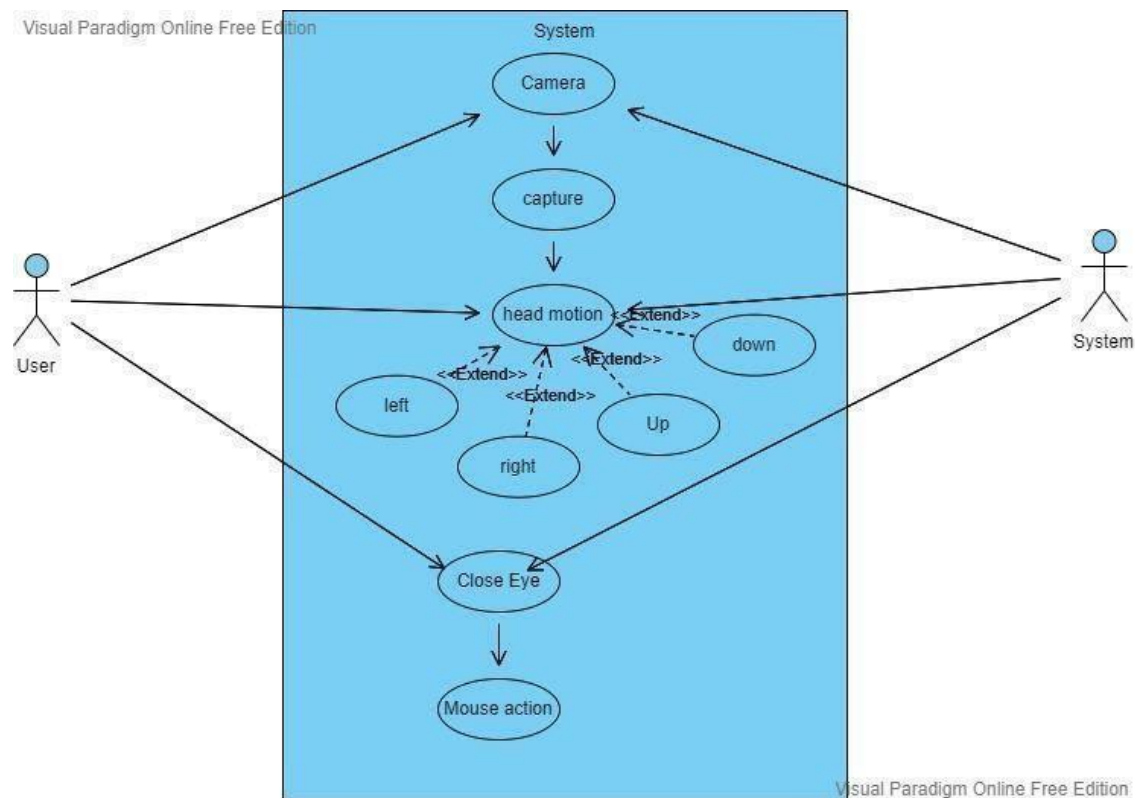 Visual Paradigm Online Free Edition
System
Camera
capture
head motion
<<Extend>>
down
<<Extend>>
<<Extend>>
<<Extend>>
left
Up
right
User
System
Close Eye
Mouse action
Visual Paradigm Online Free Edition